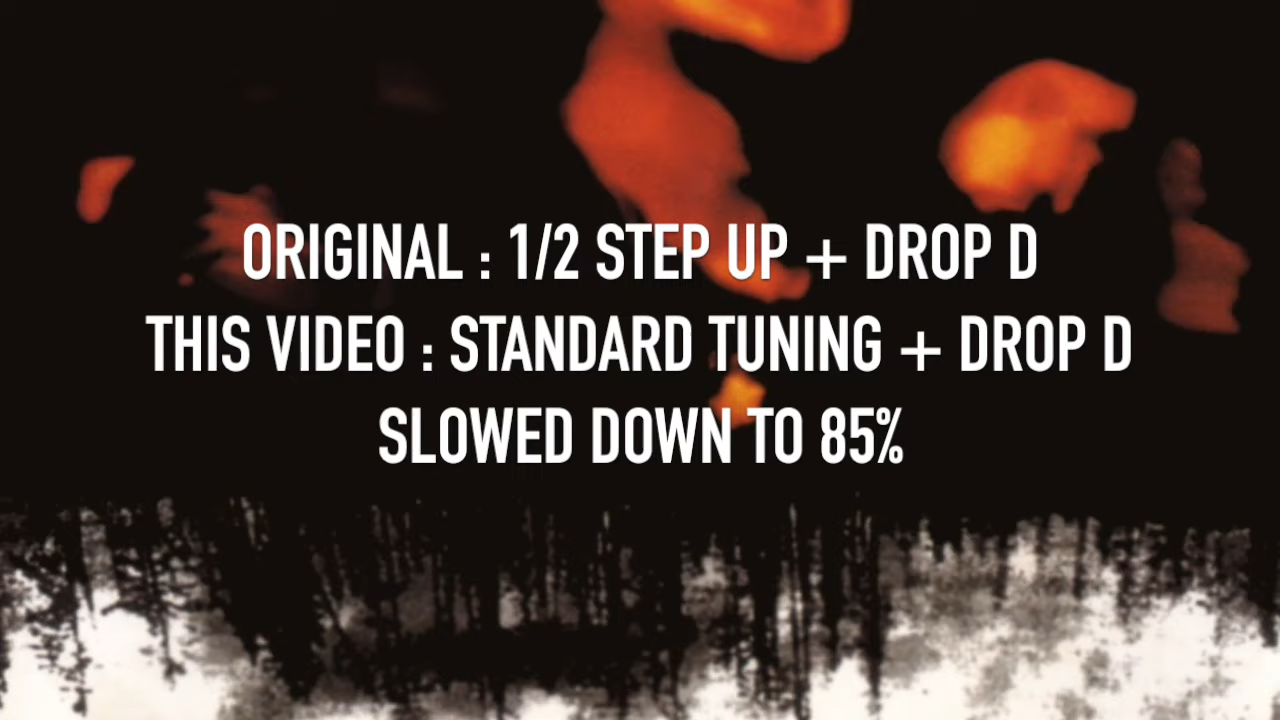 ORIGINAL : 1/2 STEP UP + DROP D
THIS VIDEO : STANDARD TUNING + DROP D
SLOWED DOWN TO 85%